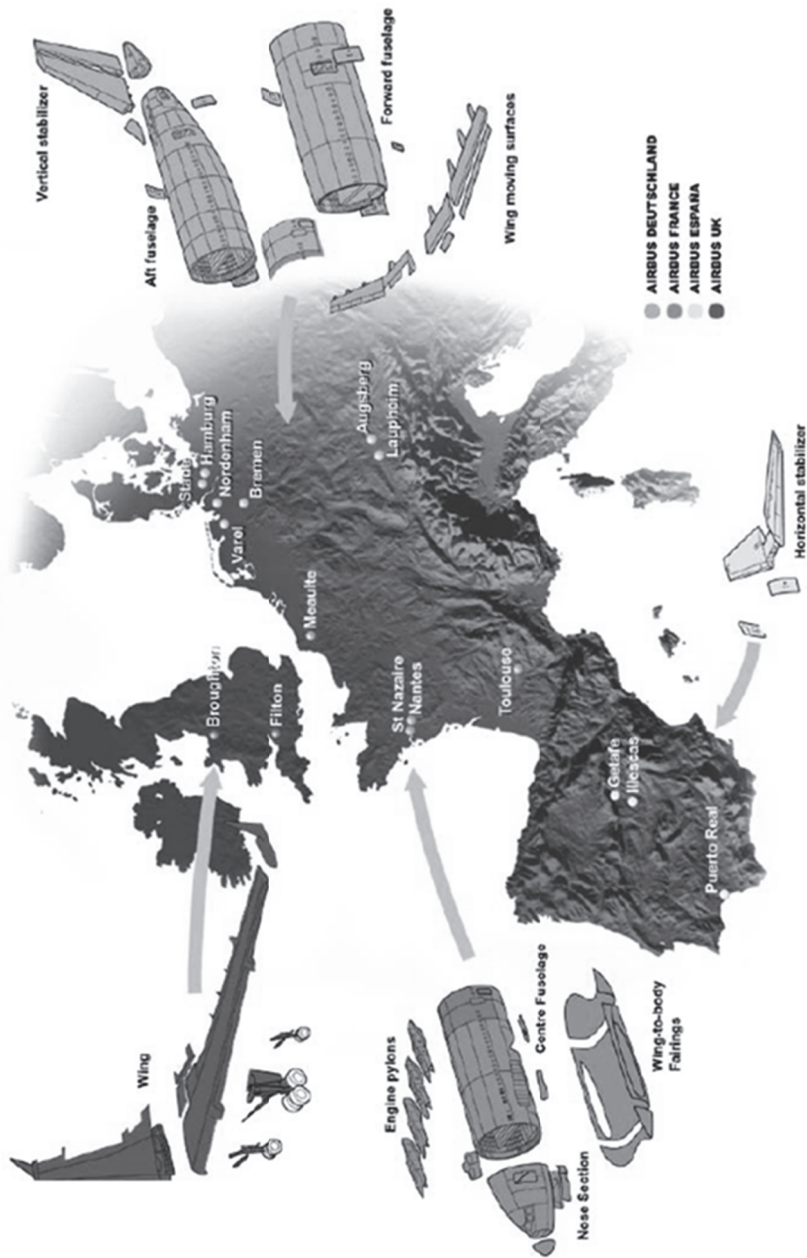 Vertical stabilizer
Aft fuselage
Forward fuselage
Wing moving surfaces
AIRBUS DEUTSCHLAND
AIRBUS FRANCE
AIRBUS ESPAÑA
AIRBUS UK
Stade
Hamburg
Nordenham
Bremen
Varel
Augsberg
Laupheim
Meaulte
Broughton
Filton
St Nazaire
Nantes
Toulouse
Getafe
Illescas
Puerto Real
Horizontal stabilizer
Wing
Engine pylons
Centre Fuselage
Nose Section
Wing-to-body
Fairings